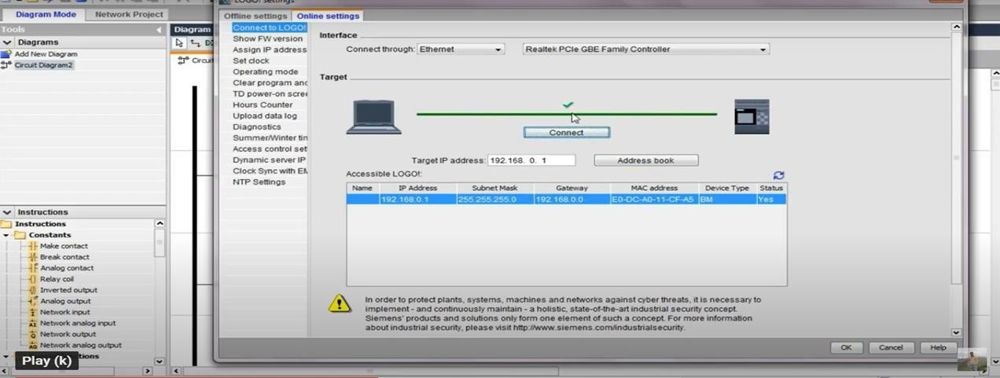 LOGO! settings
Diagram Mode
Network Project
Tools
Diagrams
Add New Diagram
Circuit Diagram2
Instructions
Instructions
Constants
Make contact
Break contact
Analog contact
Relay coil
Inverted output
Analog output
Network input
Network analog input
Network output
Network analog output
Play (k)
Diagram
Offline settings
Online settings
Connect to LOGO!
Show FW version
Assign IP address
Set clock
Operating mode
Clear program and
TD power-on scree
Hours Counter
Upload data log
Diagnostics
Summer/Winter tim
Access control set
Dynamic server IP
Clock Sync with EM
NTP Settings
Interface
Connect through: Ethernet
Realtek PCIe GBE Family Controller
Target
Connect
Target IP address: 192.168. 0. 1
Address book
Accessible LOGO!:
Name IP Address Subnet Mask Gateway MAC address Device Type Status
192.168.0.1 255.255.255.0 192.168.0.0 E0-DC-A0-11-CF-A5 BM Yes
In order to protect plants, systems, machines and networks against cyber threats, it is necessary to
implement - and continuously maintain - a holistic, state-of-the-art industrial security concept.
Siemens' products and solutions only form one element of such a concept. For more information
about industrial security, please visit http://www.siemens.com/industrialsecurity.
OK
Cancel
Help